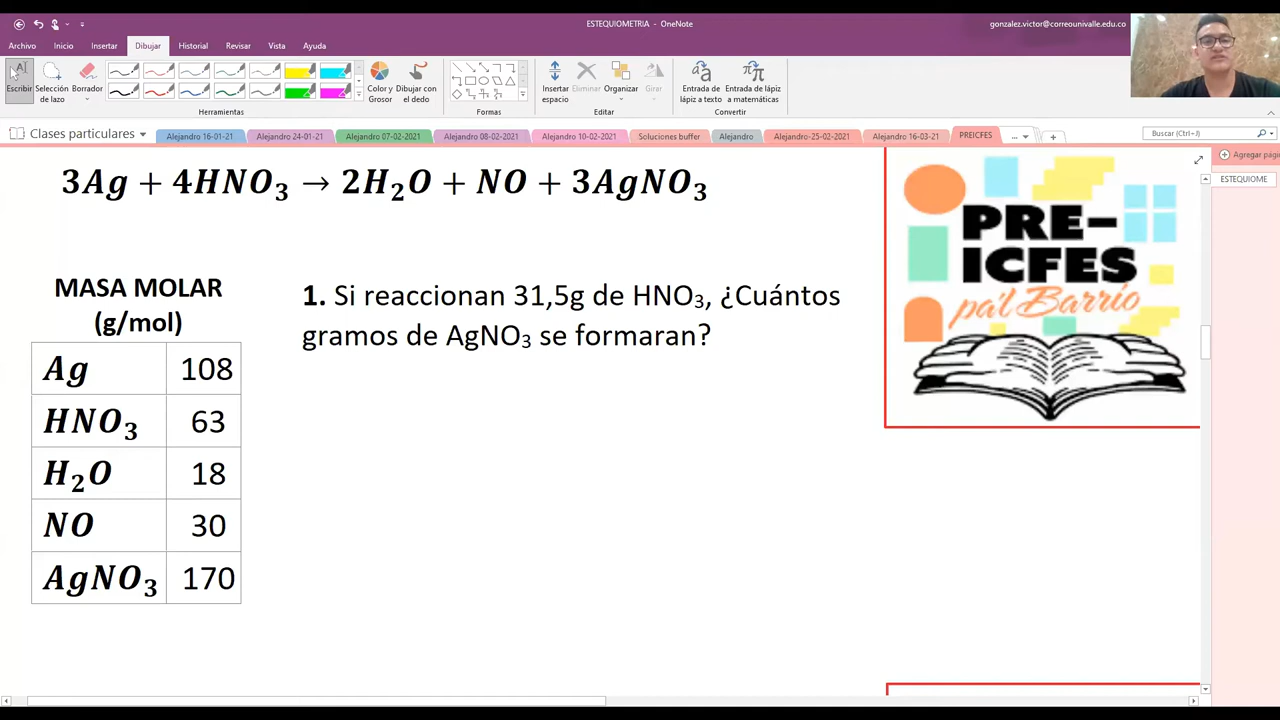 ESTEQUIOMETRIA - OneNote
gonzalez.victor@correounivalle.edu.co
Archivo Inicio Insertar Dibujar Historial Revisar Vista Ayuda
Escribir Selección de lazo Borrador Color y Grosor Dibujar con el dedo Insertar espacio Eliminar Organizar Girar Entrada de lápiz a texto Entrada de lápiz a matemáticas
Herramientas Formas Editar Convertir
Clases particulares Alejandro 16-01-21 Alejandro 24-01-21 Alejandro 07-02-2021 Alejandro 08-02-2021 Alejandro 10-02-2021 Soluciones buffer Alejandro Alejandro-25-02-2021 Alejandro 16-03-21 PREICFES ... Buscar (Ctrl+J)
Agregar pági
ESTEQUIOME
3Ag + 4HNO₃ → 2H₂O + NO + 3AgNO₃
PRE-
ICFES
pa'l Barrio
MASA MOLAR
(g/mol)
Ag 108
HNO₃ 63
H₂O 18
NO 30
AgNO₃ 170
1. Si reaccionan 31,5g de HNO₃, ¿Cuántos
gramos de AgNO₃ se formaran?